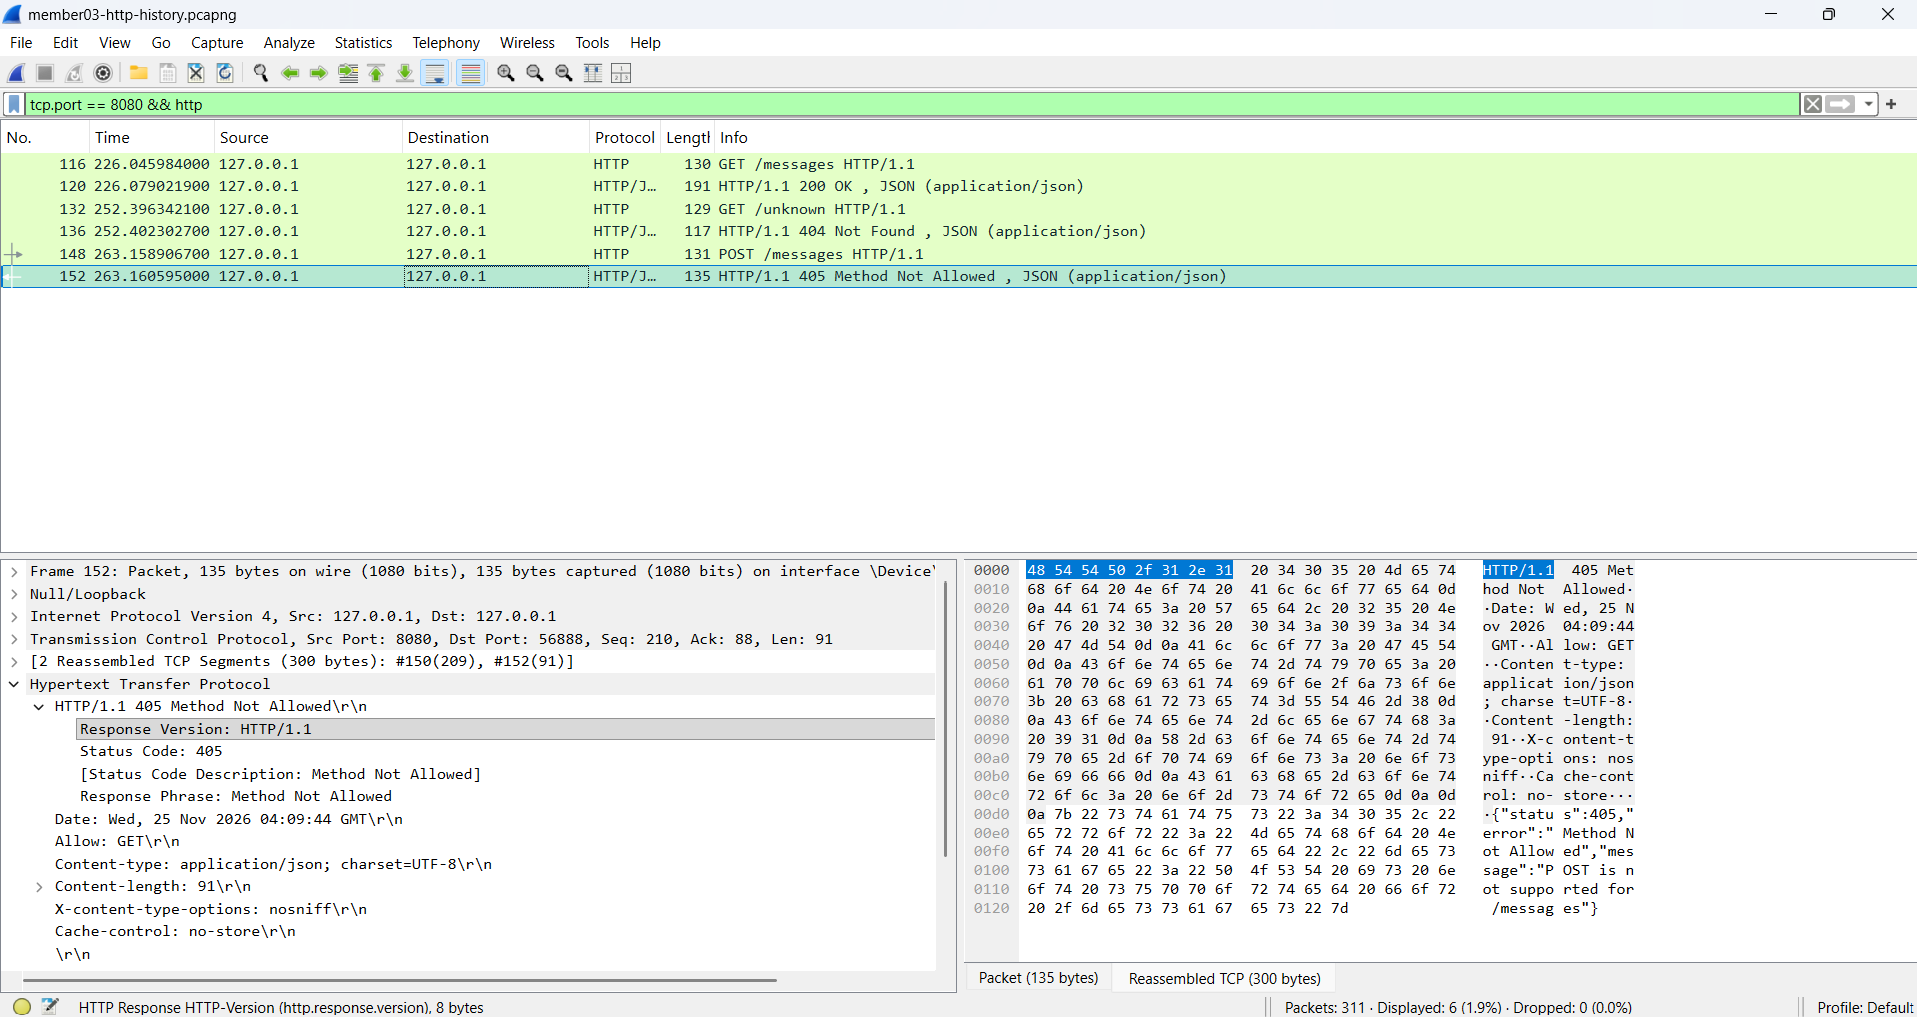 member03-http-history.pcapng
File Edit View Go Capture Analyze Statistics Telephony Wireless Tools Help
tcp.port == 8080 && http
No. Time Source Destination Protocol Length Info
116 226.045984000 127.0.0.1 127.0.0.1 HTTP 130 GET /messages HTTP/1.1
120 226.079021900 127.0.0.1 127.0.0.1 HTTP/J… 191 HTTP/1.1 200 OK , JSON (application/json)
132 252.396342100 127.0.0.1 127.0.0.1 HTTP 129 GET /unknown HTTP/1.1
136 252.402302700 127.0.0.1 127.0.0.1 HTTP/J… 117 HTTP/1.1 404 Not Found , JSON (application/json)
148 263.158906700 127.0.0.1 127.0.0.1 HTTP 131 POST /messages HTTP/1.1
152 263.160595000 127.0.0.1 127.0.0.1 HTTP/J… 135 HTTP/1.1 405 Method Not Allowed , JSON (application/json)
Frame 152: Packet, 135 bytes on wire (1080 bits), 135 bytes captured (1080 bits) on interface \Device\
Null/Loopback
Internet Protocol Version 4, Src: 127.0.0.1, Dst: 127.0.0.1
Transmission Control Protocol, Src Port: 8080, Dst Port: 56888, Seq: 210, Ack: 88, Len: 91
[2 Reassembled TCP Segments (300 bytes): #150(209), #152(91)]
Hypertext Transfer Protocol
HTTP/1.1 405 Method Not Allowed\r\n
Response Version: HTTP/1.1
Status Code: 405
[Status Code Description: Method Not Allowed]
Response Phrase: Method Not Allowed
Date: Wed, 25 Nov 2026 04:09:44 GMT\r\n
Allow: GET\r\n
Content-type: application/json; charset=UTF-8\r\n
Content-length: 91\r\n
X-content-type-options: nosniff\r\n
Cache-control: no-store\r\n
\r\n
0000 48 54 54 50 2f 31 2e 31 20 34 30 35 20 4d 65 74 HTTP/1.1 405 Met
0010 68 6f 64 20 4e 6f 74 20 41 6c 6c 6f 77 65 64 0d hod Not Allowed·
0020 0a 44 61 74 65 3a 20 57 65 64 2c 20 32 35 20 4e ·Date: W ed, 25 N
0030 6f 76 20 32 30 32 36 20 30 34 3a 30 39 3a 34 34 ov 2026 04:09:44
0040 20 47 4d 54 0d 0a 41 6c 6c 6f 77 3a 20 47 45 54 GMT··Al low: GET
0050 0d 0a 43 6f 6e 74 65 6e 74 2d 74 79 70 65 3a 20 ··Conten t-type:
0060 61 70 70 6c 69 63 61 74 69 6f 6e 2f 6a 73 6f 6e applicat ion/json
0070 3b 20 63 68 61 72 73 65 74 3d 55 54 46 2d 38 0d ; charse t=UTF-8·
0080 0a 43 6f 6e 74 65 6e 74 2d 6c 65 6e 67 74 68 3a ·Content -length:
0090 20 39 31 0d 0a 58 2d 63 6f 6e 74 65 6e 74 2d 74 91··X-c ontent-t
00a0 79 70 65 2d 6f 70 74 69 6f 6e 73 3a 20 6e 6f 73 ype-opti ons: nos
00b0 6e 69 66 66 0d 0a 43 61 63 68 65 2d 63 6f 6e 74 niff··Ca che-cont
00c0 72 6f 6c 3a 20 6e 6f 2d 73 74 6f 72 65 0d 0a 0d rol: no- store···
00d0 0a 7b 22 73 74 61 74 75 73 22 3a 34 30 35 2c 22 ·{"statu s":405,"
00e0 65 72 72 6f 72 22 3a 22 4d 65 74 68 6f 64 20 4e error":" Method N
00f0 6f 74 20 41 6c 6c 6f 77 65 64 22 2c 22 6d 65 73 ot Allow ed","mes
0100 73 61 67 65 22 3a 22 50 4f 53 54 20 69 73 20 6e sage":"P OST is n
0110 6f 74 20 73 75 70 70 6f 72 74 65 64 20 66 6f 72 ot suppo rted for
0120 20 2f 6d 65 73 73 61 67 65 73 22 7d /messag es"}
Packet (135 bytes) Reassembled TCP (300 bytes)
HTTP Response HTTP-Version (http.response.version), 8 bytes Packets: 311 · Displayed: 6 (1.9%) · Dropped: 0 (0.0%) Profile: Default